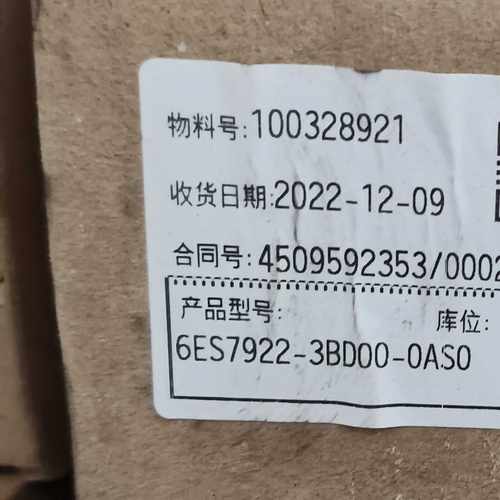 物料号:100328921
收货日期:2022-12-09
合同号:4509592353/0002
产品型号: 库位:
6ES7922-3BD00-0AS0